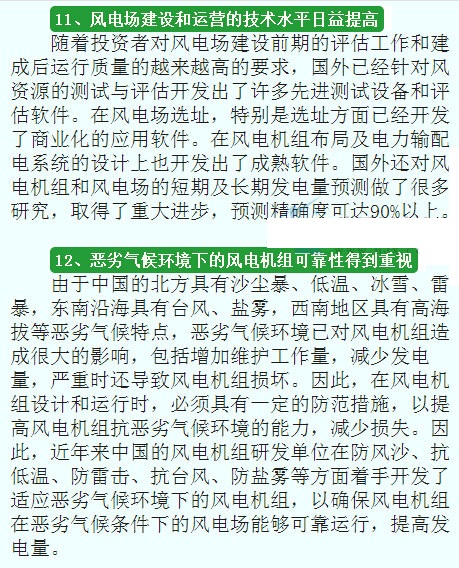 11、风电场建设和运营的技术水平日益提高
随着投资者对风电场建设前期的评估工作和建
成后运行质量的越来越高的要求，国外已经针对风
资源的测试与评估开发出了许多先进测试设备和评
估软件。在风电场选址，特别是选址方面已经开发
了商业化的应用软件。在风电机组布局及电力输配
电系统的设计上也开发出了成熟软件。国外还对风
电机组和风电场的短期及长期发电量预测做了很多
研究，取得了重大进步，预测精确度可达90%以上。
12、恶劣气候环境下的风电机组可靠性得到重视
由于中国的北方具有沙尘暴、低温、冰雪、雷
暴，东南沿海具有台风、盐雾，西南地区具有高海
拔等恶劣气候特点，恶劣气候环境已对风电机组造
成很大的影响，包括增加维护工作量，减少发电
量，严重时还导致风电机组损坏。因此，在风电机
组设计和运行时，必须具有一定的防范措施，以提
高风电机组抗恶劣气候环境的能力，减少损失。因
此，近年来中国的风电机组研发单位在防风沙、抗
低温、防雷击、抗台风、防盐雾等方面着手开发了
适应恶劣气候环境下的风电机组，以确保风电机组
在恶劣气候条件下的风电场能够可靠运行，提高发
电量。